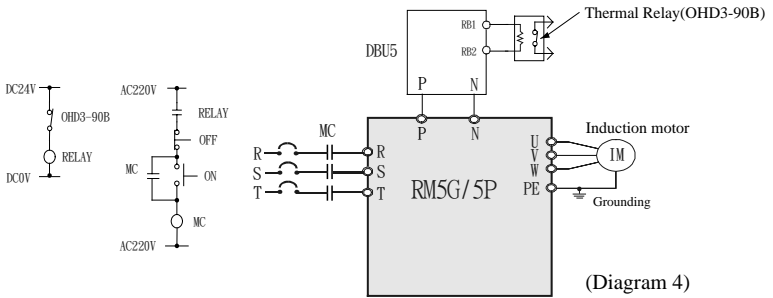 Thermal Relay(OHD3-90B)
RB1
RB2
DBU5
P N
DC24V
OHD3-90B
RELAY
DC0V
AC220V
RELAY
OFF
MC
ON
MC
AC220V
MC
R
S
T
P N
R
S
T
RM5G/5P
U
V
W
PE
Induction motor
IM
Grounding
(Diagram 4)